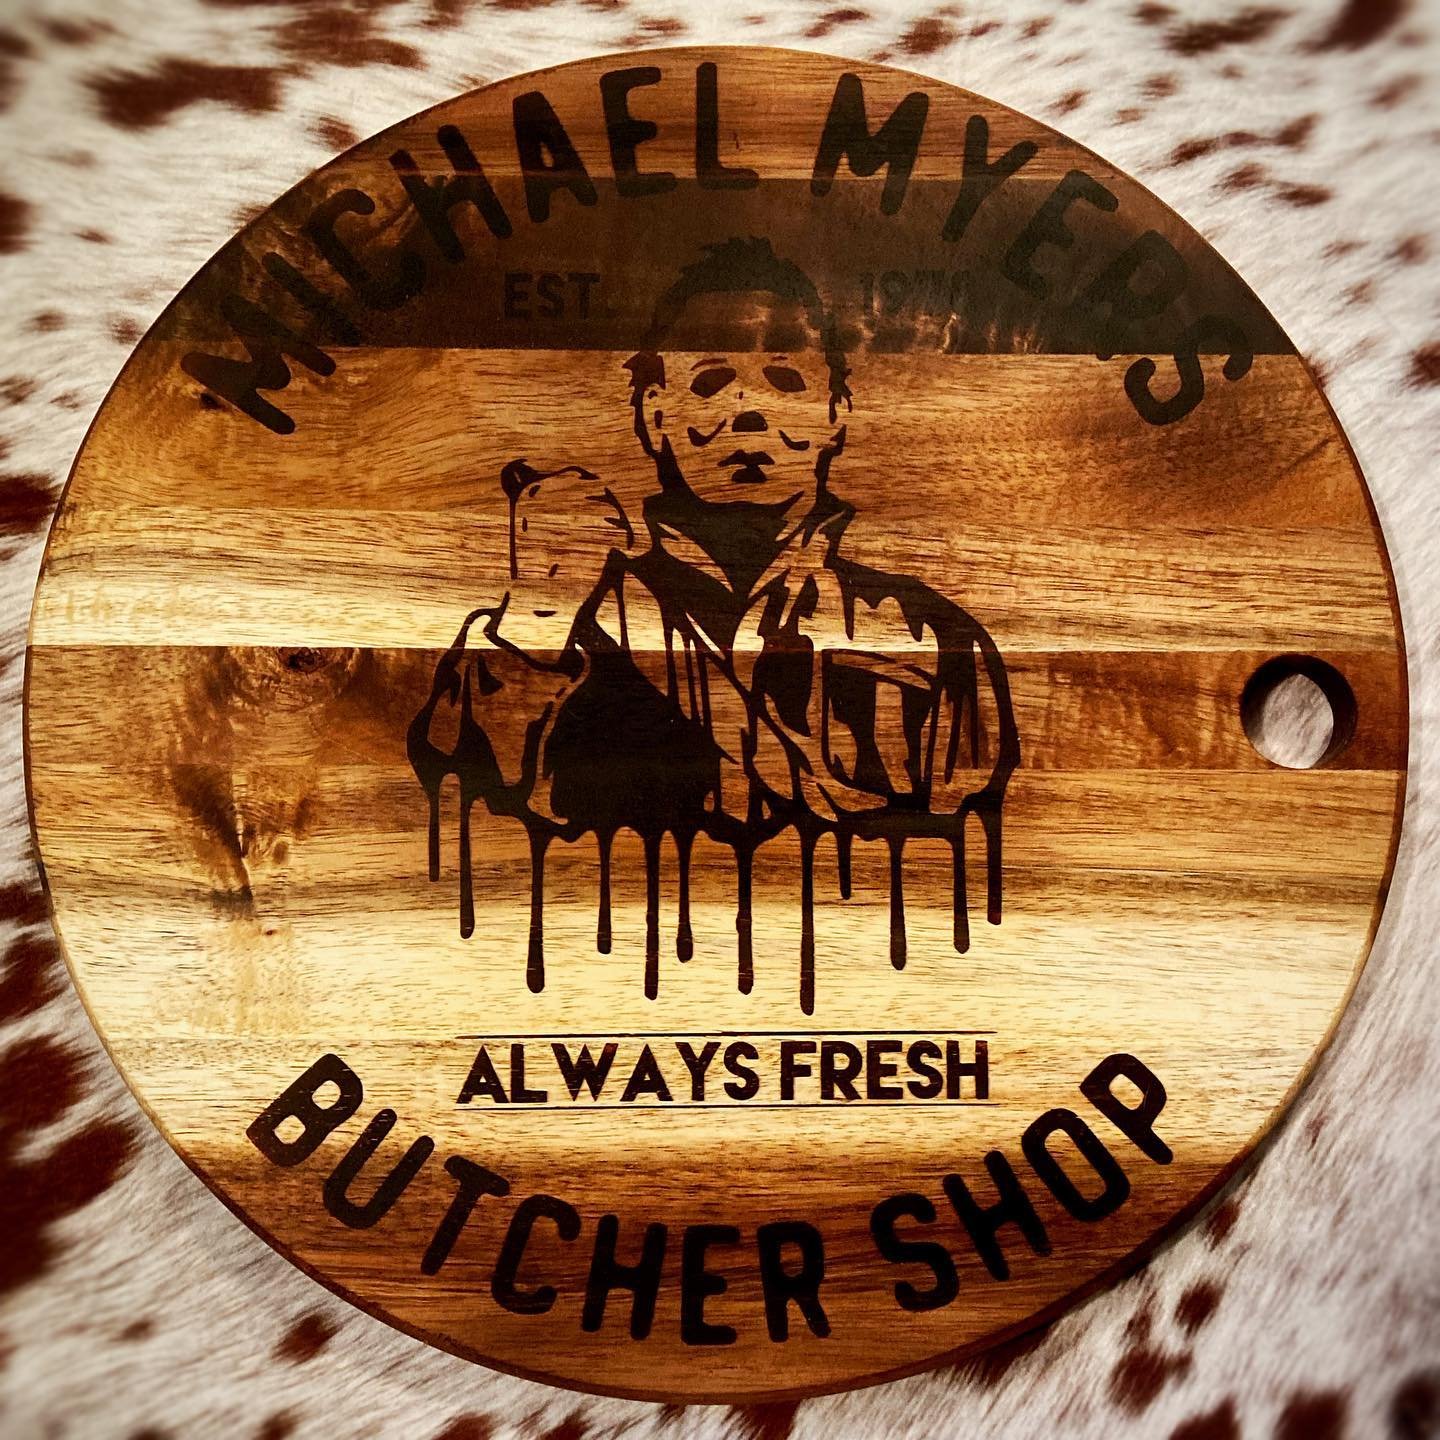 MICHAEL MYERS
EST.
ALWAYS FRESH
BUTCHER SHOP